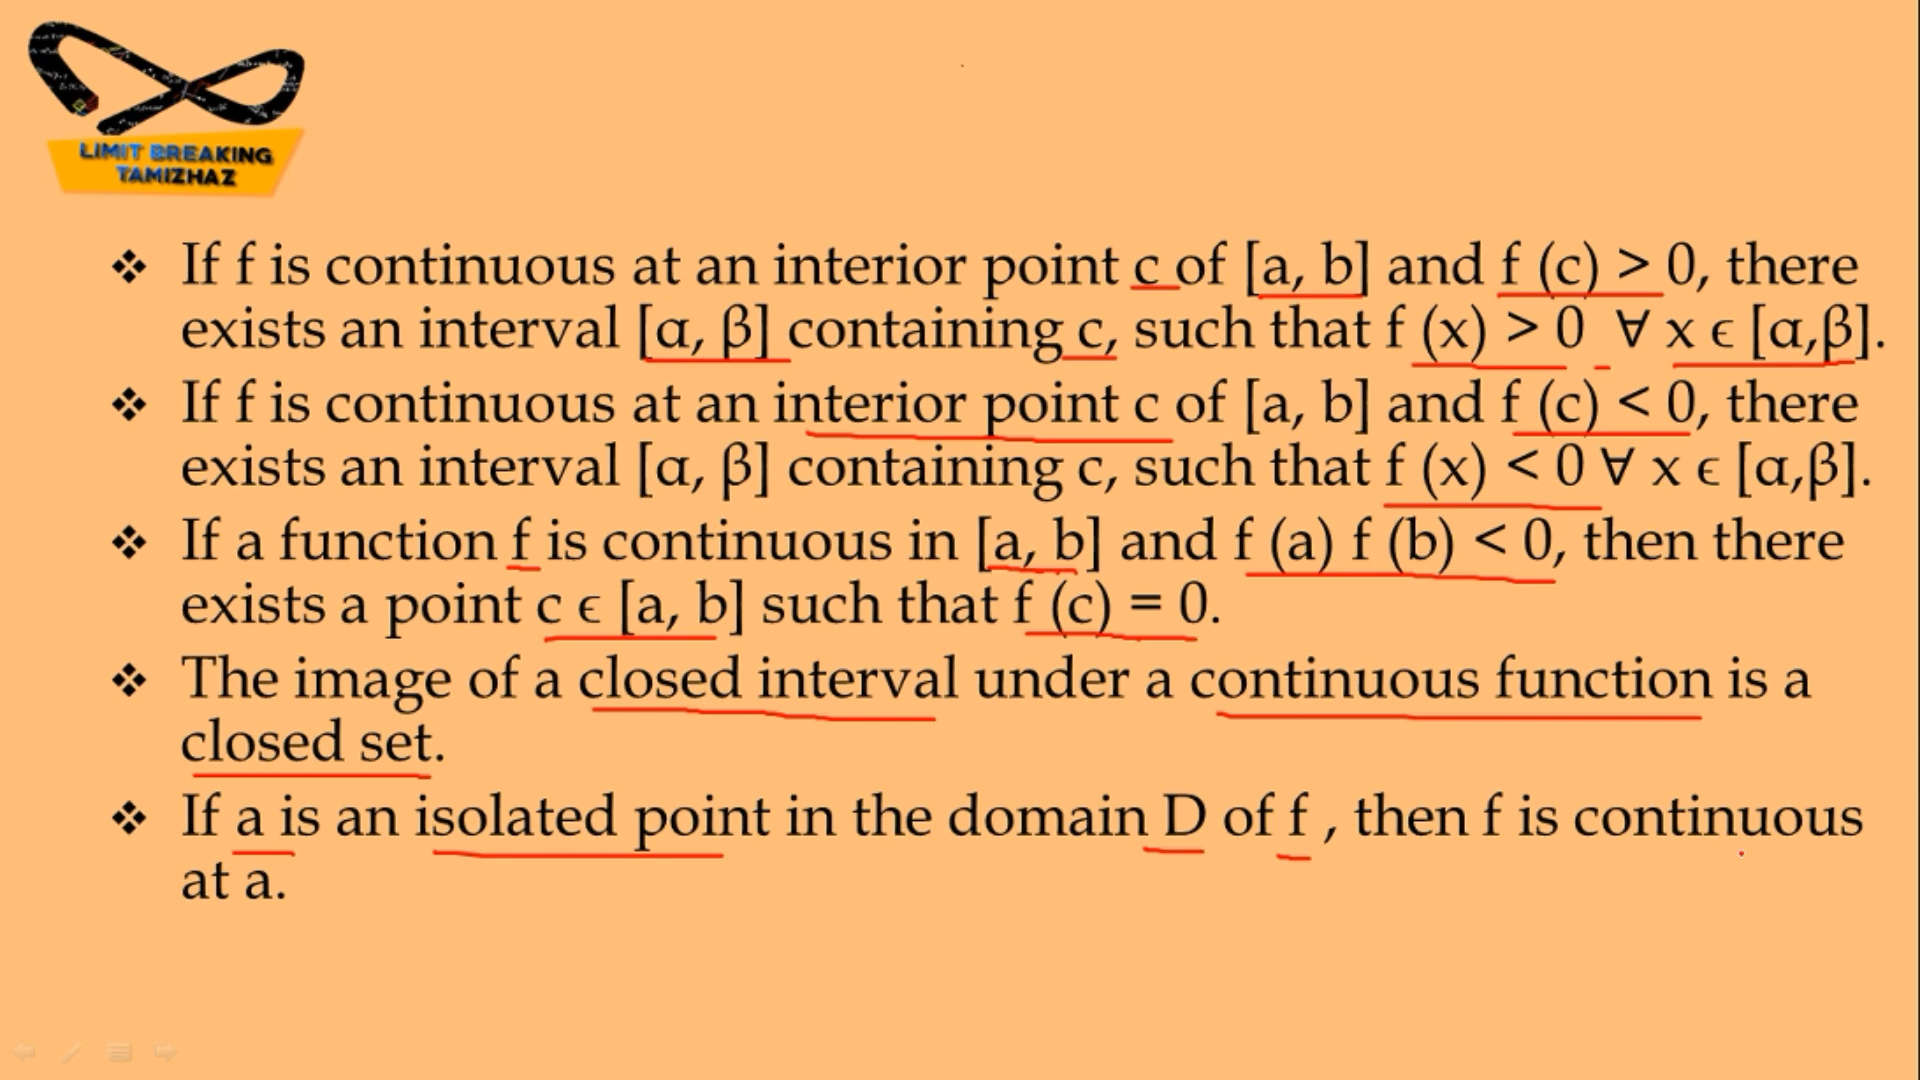 LIMIT BREAKING
TAMIZHAZ
❖ If f is continuous at an interior point c of [a, b] and f (c) > 0, there
exists an interval [α, β] containing c, such that f (x) > 0 ∀ x ϵ [α,β].
❖ If f is continuous at an interior point c of [a, b] and f (c) < 0, there
exists an interval [α, β] containing c, such that f (x) < 0 ∀ x ϵ [α,β].
❖ If a function f is continuous in [a, b] and f (a) f (b) < 0, then there
exists a point c ϵ [a, b] such that f (c) = 0.
❖ The image of a closed interval under a continuous function is a
closed set.
❖ If a is an isolated point in the domain D of f , then f is continuous
at a.